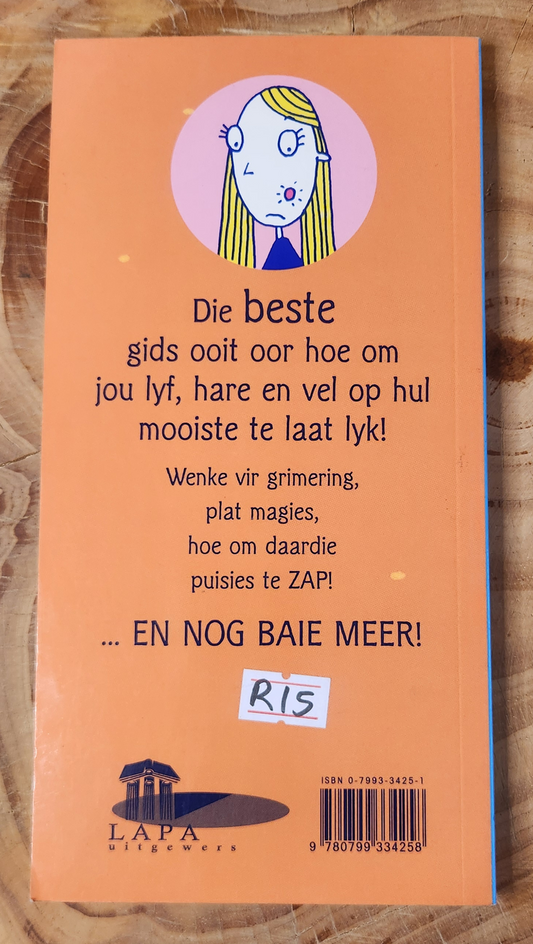 Die beste
gids ooit oor hoe om
jou lyf, hare en vel op hul
mooiste te laat lyk!
Wenke vir grimering,
plat magies,
hoe om daardie
puisies te ZAP!
... EN NOG BAIE MEER!
R15
LAPA
uitgewers
ISBN 0-7993-3425-1
9 780799 334258